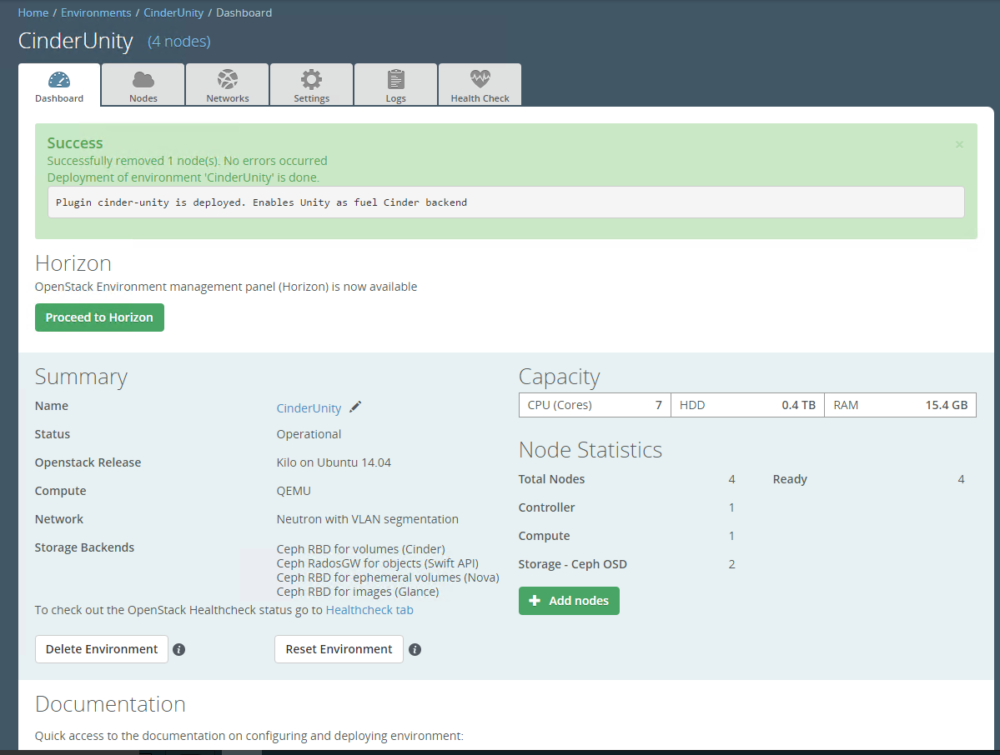 Home / Environments / CinderUnity / Dashboard
CinderUnity (4 nodes)
Dashboard Nodes Networks Settings Logs Health Check
Success ×
Successfully removed 1 node(s). No errors occurred
Deployment of environment 'CinderUnity' is done.
Plugin cinder-unity is deployed. Enables Unity as fuel Cinder backend
Horizon
OpenStack Environment management panel (Horizon) is now available
Proceed to Horizon
Summary
Name CinderUnity
Status Operational
Openstack Release Kilo on Ubuntu 14.04
Compute QEMU
Network Neutron with VLAN segmentation
Storage Backends Ceph RBD for volumes (Cinder)
Ceph RadosGW for objects (Swift API)
Ceph RBD for ephemeral volumes (Nova)
Ceph RBD for images (Glance)
To check out the OpenStack Healthcheck status go to Healthcheck tab
Delete Environment i Reset Environment i
Capacity
CPU (Cores) 7 HDD 0.4 TB RAM 15.4 GB
Node Statistics
Total Nodes 4 Ready 4
Controller 1
Compute 1
Storage - Ceph OSD 2
+ Add nodes
Documentation
Quick access to the documentation on configuring and deploying environment: